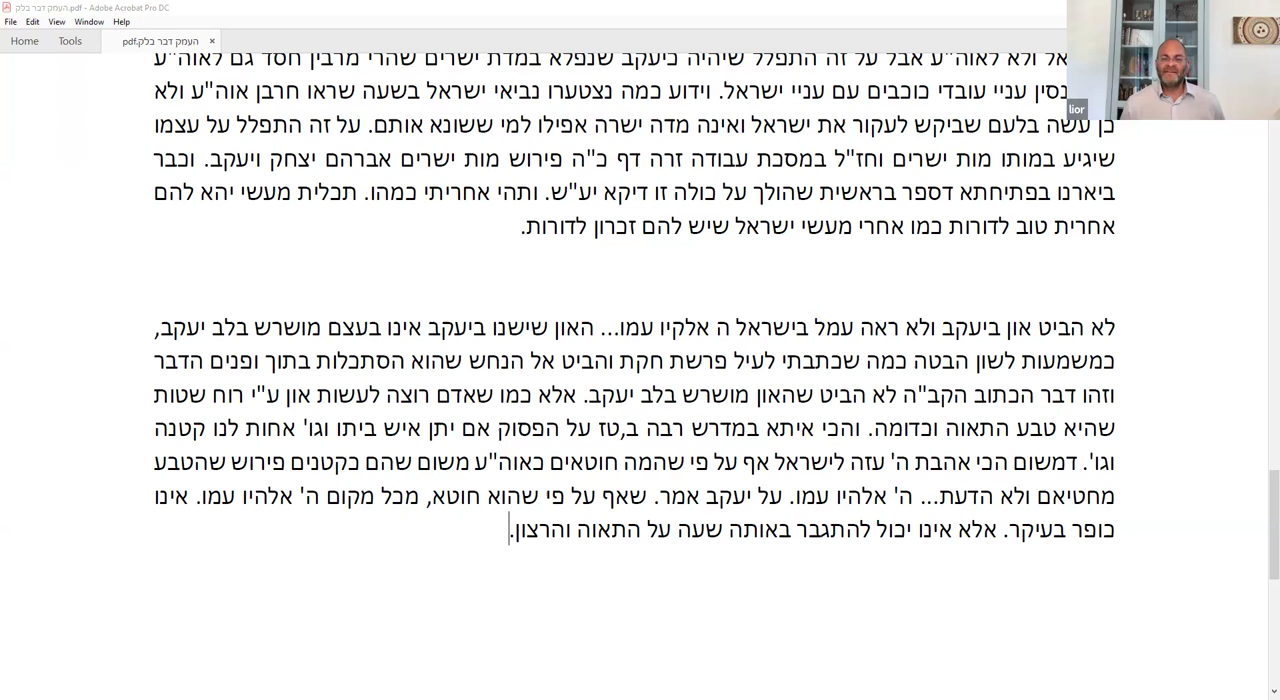 העמק דבר בלק.pdf - Adobe Acrobat Pro DC
File Edit View Window Help
Home Tools העמק דבר בלק.pdf ×
אל ולא לאוה"ע אבל על זה התפלל שיהיה כיעקב שנפלא במדת ישרים שהרי מרבין חסד גם לאוה"ע
נסין עניי עובדי כוכבים עם עניי ישראל. וידוע כמה נצטערו נביאי ישראל בשעה שראו חרבן אוה"ע ולא
כן עשה בלעם שביקש לעקור את ישראל ואינה מדה ישרה אפילו למי ששונא אותם. על זה התפלל על עצמו
שיגיע במותו מות ישרים וחז"ל במסכת עבודה זרה דף כ"ה פירוש מות ישרים אברהם יצחק ויעקב. וכבר
ביארנו בפתיחתא דספר בראשית שהולך על כולה זו דיקא יע"ש. ותהי אחריתי כמהו. תכלית מעשי יהא להם
אחרית טוב לדורות כמו אחרי מעשי ישראל שיש להם זכרון לדורות.
לא הביט און ביעקב ולא ראה עמל בישראל ה אלקיו עמו... האון שישנו ביעקב אינו בעצם מושרש בלב יעקב,
כמשמעות לשון הבטה כמה שכתבתי לעיל פרשת חקת והביט אל הנחש שהוא הסתכלות בתוך ופנים הדבר
וזהו דבר הכתוב הקב"ה לא הביט שהאון מושרש בלב יעקב. אלא כמו שאדם רוצה לעשות און ע"י רוח שטות
שהיא טבע התאוה וכדומה. והכי איתא במדרש רבה ב,טז על הפסוק אם יתן איש ביתו וגו' אחות לנו קטנה
וגו'. דמשום הכי אהבת ה' עזה לישראל אף על פי שהמה חוטאים כאוה"ע משום שהם כקטנים פירוש שהטבע
מחטיאם ולא הדעת... ה' אלהיו עמו. על יעקב אמר. שאף על פי שהוא חוטא, מכל מקום ה' אלהיו עמו. אינו
כופר בעיקר. אלא אינו יכול להתגבר באותה שעה על התאוה והרצון.
lior